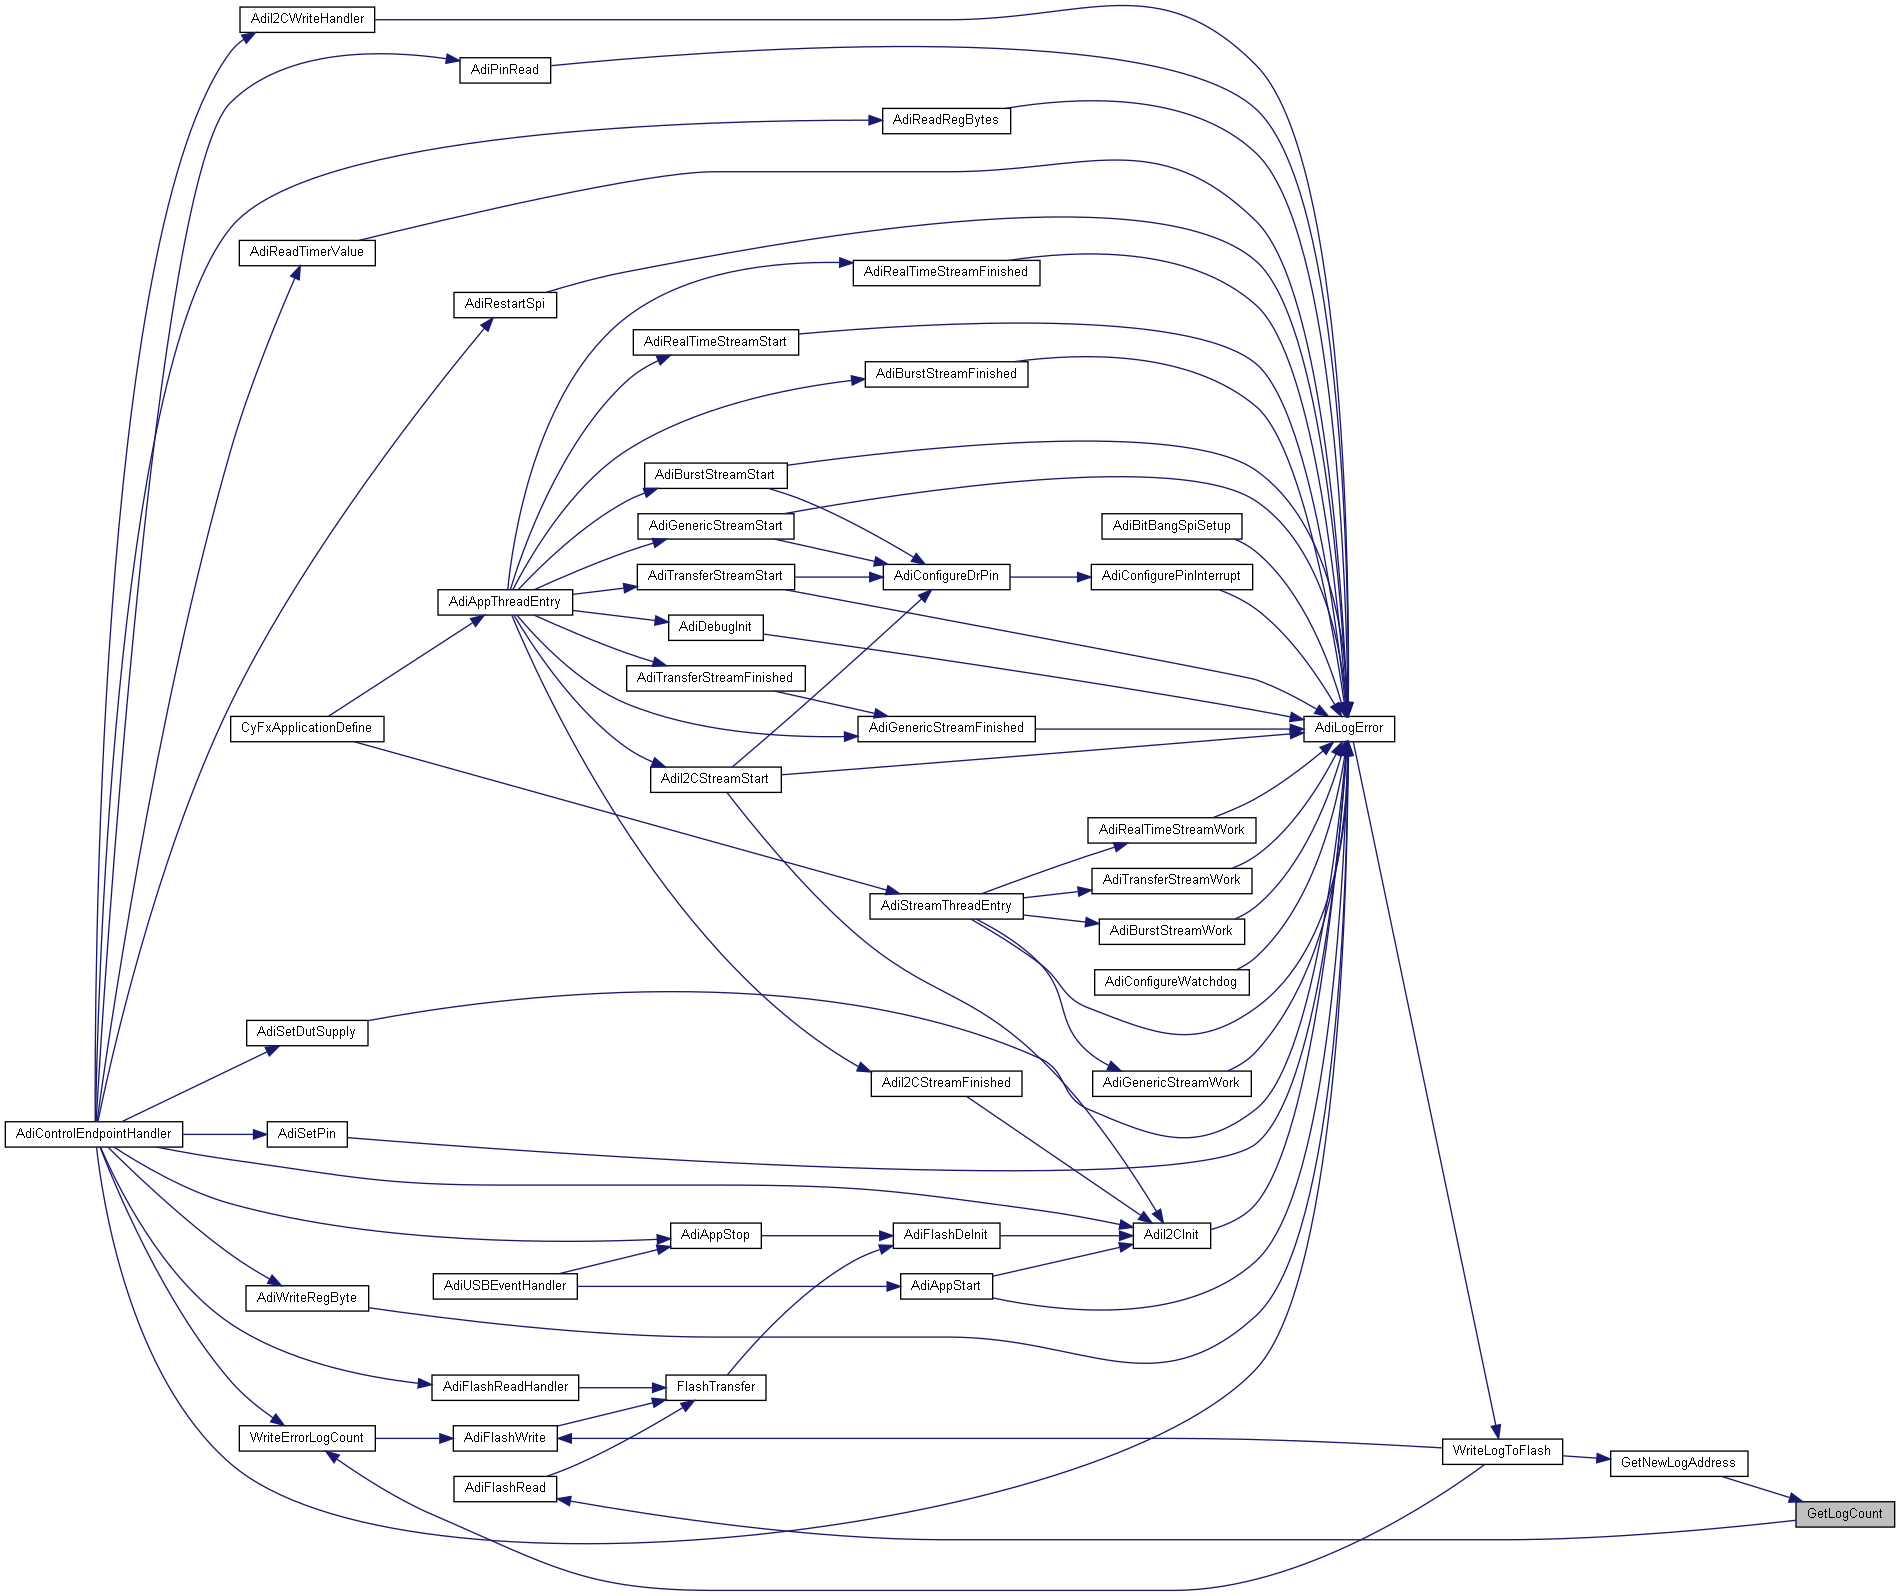 AdiI2CWriteHandler
AdiPinRead
AdiReadRegBytes
AdiReadTimerValue
AdiRealTimeStreamFinished
AdiRestartSpi
AdiRealTimeStreamStart
AdiBurstStreamFinished
AdiBurstStreamStart
AdiGenericStreamStart
AdiBitBangSpiSetup
AdiTransferStreamStart
AdiConfigureDrPin
AdiConfigurePinInterrupt
AdiAppThreadEntry
AdiDebugInit
AdiTransferStreamFinished
CyFxApplicationDefine
AdiGenericStreamFinished
AdiLogError
AdiI2CStreamStart
AdiRealTimeStreamWork
AdiTransferStreamWork
AdiStreamThreadEntry
AdiBurstStreamWork
AdiConfigureWatchdog
AdiSetDutSupply
AdiI2CStreamFinished
AdiGenericStreamWork
AdiControlEndpointHandler
AdiSetPin
AdiAppStop
AdiFlashDeInit
AdiI2CInit
AdiUSBEventHandler
AdiAppStart
AdiWriteRegByte
AdiFlashReadHandler
FlashTransfer
WriteErrorLogCount
AdiFlashWrite
WriteLogToFlash
GetNewLogAddress
AdiFlashRead
GetLogCount